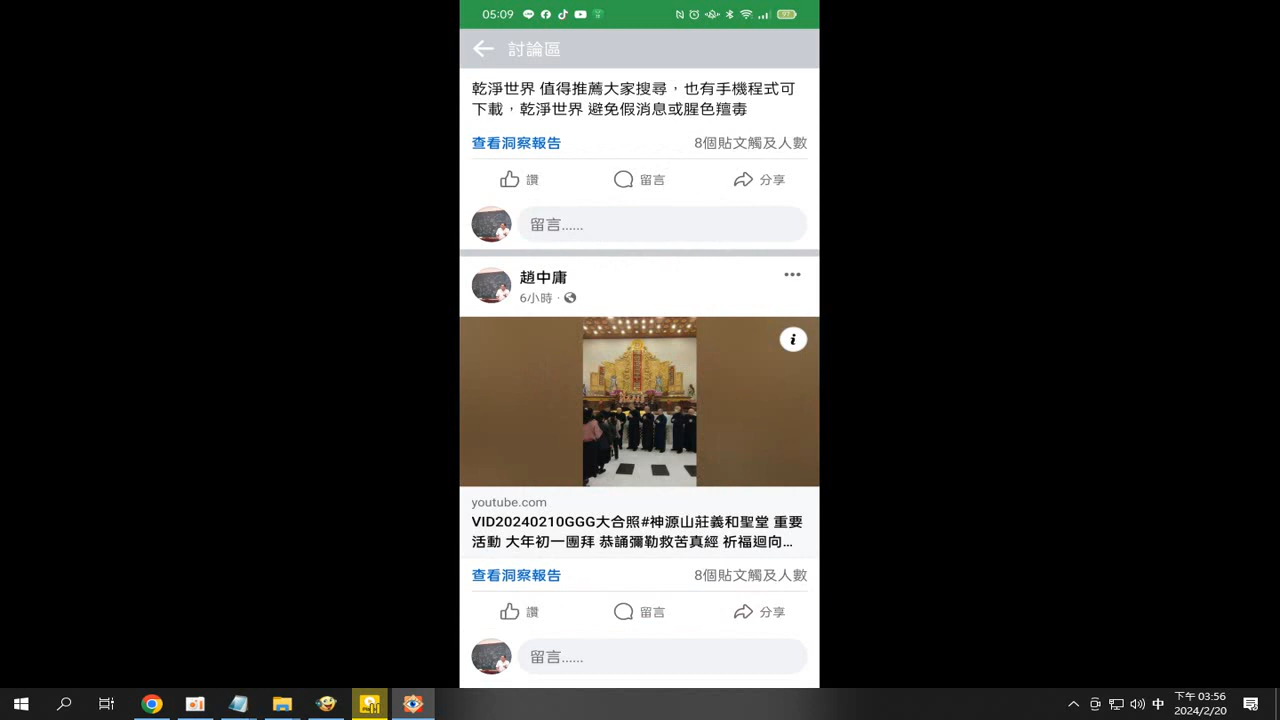 05:09
97
討論區
乾淨世界 值得推薦大家搜尋，也有手機程式可
下載，乾淨世界 避免假消息或腥色羶毒
查看洞察報告 8個貼文觸及人數
讚 留言 分享
留言......
趙中庸
6小時 ·
youtube.com
VID20240210GGG大合照#神源山莊義和聖堂 重要
活動 大年初一團拜 恭誦彌勒救苦真經 祈福迴向...
查看洞察報告 8個貼文觸及人數
讚 留言 分享
留言......
中 下午 03:56
2024/2/20